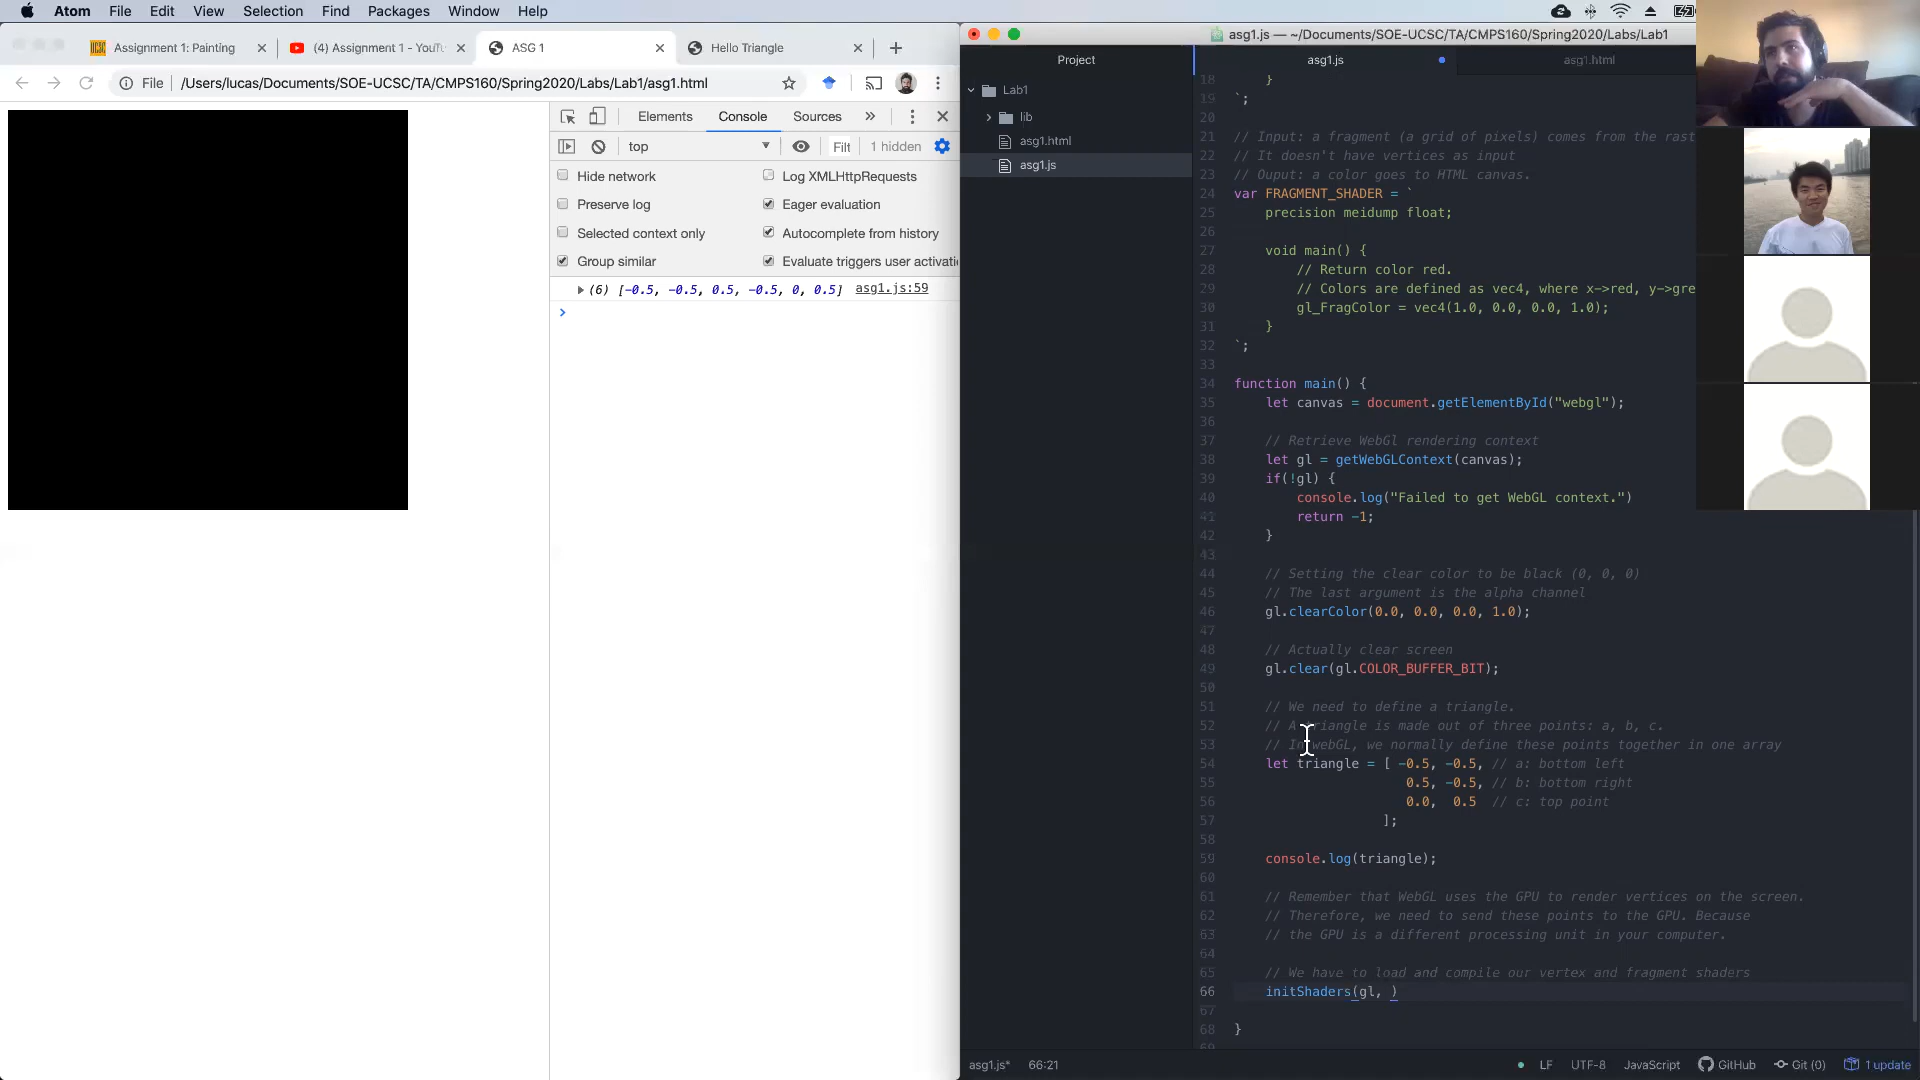 Atom File Edit View Selection Find Packages Window Help
Assignment 1: Painting
(4) Assignment 1 - YouTu
ASG 1
Hello Triangle
File /Users/lucas/Documents/SOE-UCSC/TA/CMPS160/Spring2020/Labs/Lab1/asg1.html
Elements Console Sources
top Filt 1 hidden
Hide network Log XMLHttpRequests
Preserve log Eager evaluation
Selected context only Autocomplete from history
Group similar Evaluate triggers user activati
(6) [-0.5, -0.5, 0.5, -0.5, 0, 0.5] asg1.js:59
asg1.js — ~/Documents/SOE-UCSC/TA/CMPS160/Spring2020/Labs/Lab1
Project
Lab1
lib
asg1.html
asg1.js
asg1.js asg1.html
18 }
19 `;
20
21 // Input: a fragment (a grid of pixels) comes from the rast
22 // It doesn't have vertices as input
23 // Ouput: a color goes to HTML canvas.
24 var FRAGMENT_SHADER = `
25 precision meidump float;
26
27 void main() {
28 // Return color red.
29 // Colors are defined as vec4, where x->red, y->gre
30 gl_FragColor = vec4(1.0, 0.0, 0.0, 1.0);
31 }
32 `;
33
34 function main() {
35 let canvas = document.getElementById("webgl");
36
37 // Retrieve WebGl rendering context
38 let gl = getWebGLContext(canvas);
39 if(!gl) {
40 console.log("Failed to get WebGL context.")
41 return -1;
42 }
43
44 // Setting the clear color to be black (0, 0, 0)
45 // The last argument is the alpha channel
46 gl.clearColor(0.0, 0.0, 0.0, 1.0);
47
48 // Actually clear screen
49 gl.clear(gl.COLOR_BUFFER_BIT);
50
51 // We need to define a triangle.
52 // A triangle is made out of three points: a, b, c.
53 // In webGL, we normally define these points together in one array
54 let triangle = [ -0.5, -0.5, // a: bottom left
55 0.5, -0.5, // b: bottom right
56 0.0, 0.5 // c: top point
57 ];
58
59 console.log(triangle);
60
61 // Remember that WebGL uses the GPU to render vertices on the screen.
62 // Therefore, we need to send these points to the GPU. Because
63 // the GPU is a different processing unit in your computer.
64
65 // We have to load and compile our vertex and fragment shaders
66 initShaders(gl, )
67
68 }
69
asg1.js* 66:21 LF UTF-8 JavaScript GitHub Git (0) 1 update